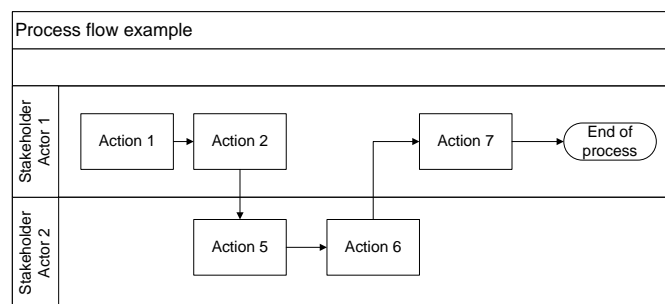 Process flow example
Stakeholder
Actor 1
Action 1
Action 2
Action 7
End of
process
Stakeholder
Actor 2
Action 5
Action 6